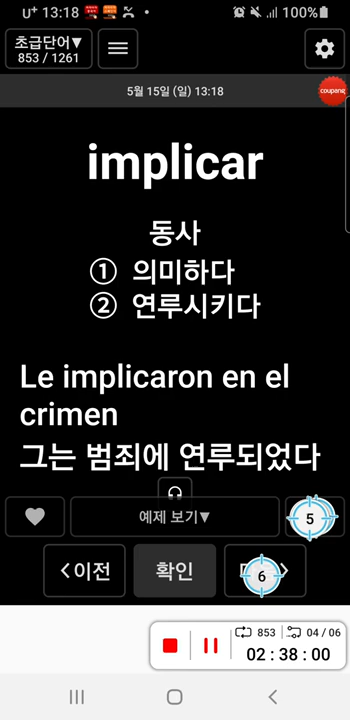 U+ 13:18 100%
초급단어▼
853 / 1261
5월 15일 (일) 13:18
coupang
implicar
동사
① 의미하다
② 연루시키다
Le implicaron en el
crimen
그는 범죄에 연루되었다
예제 보기▼
5
<이전
확인
6
853 04 / 06
02 : 38 : 00